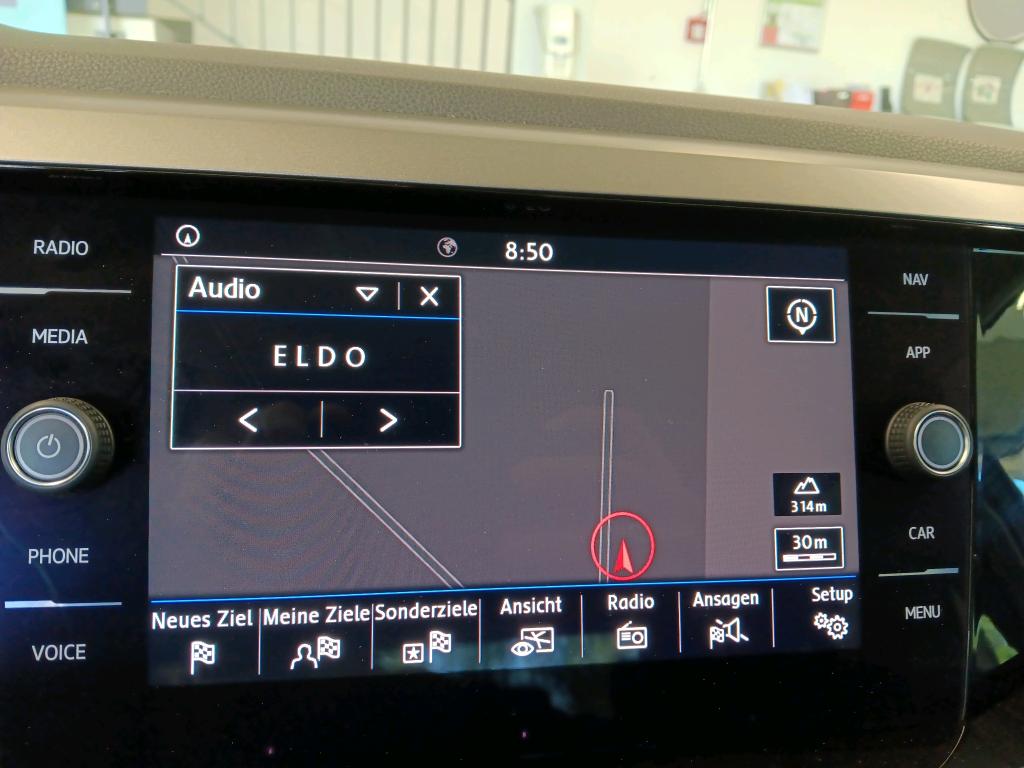 8:50
RADIO
MEDIA
PHONE
VOICE
Audio
ELDO
N
314m
30m
Neues Ziel
Meine Ziele
Sonderziele
Ansicht
Radio
Ansagen
Setup
NAV
APP
CAR
MENU